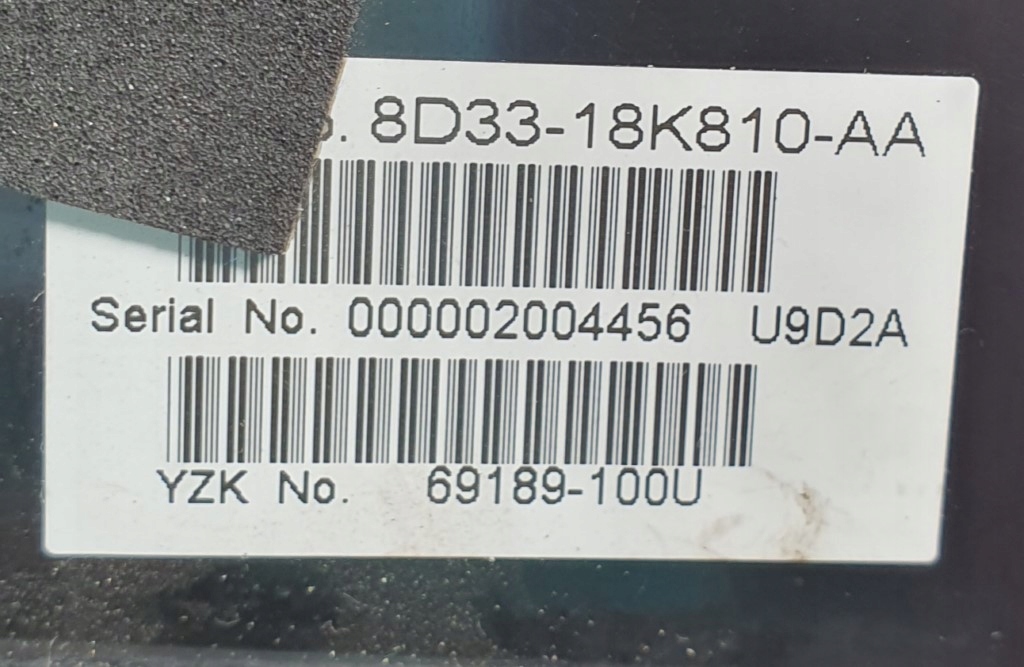 8D33-18K810-AA
Serial No. 000002004456 U9D2A
YZK No. 69189-100U